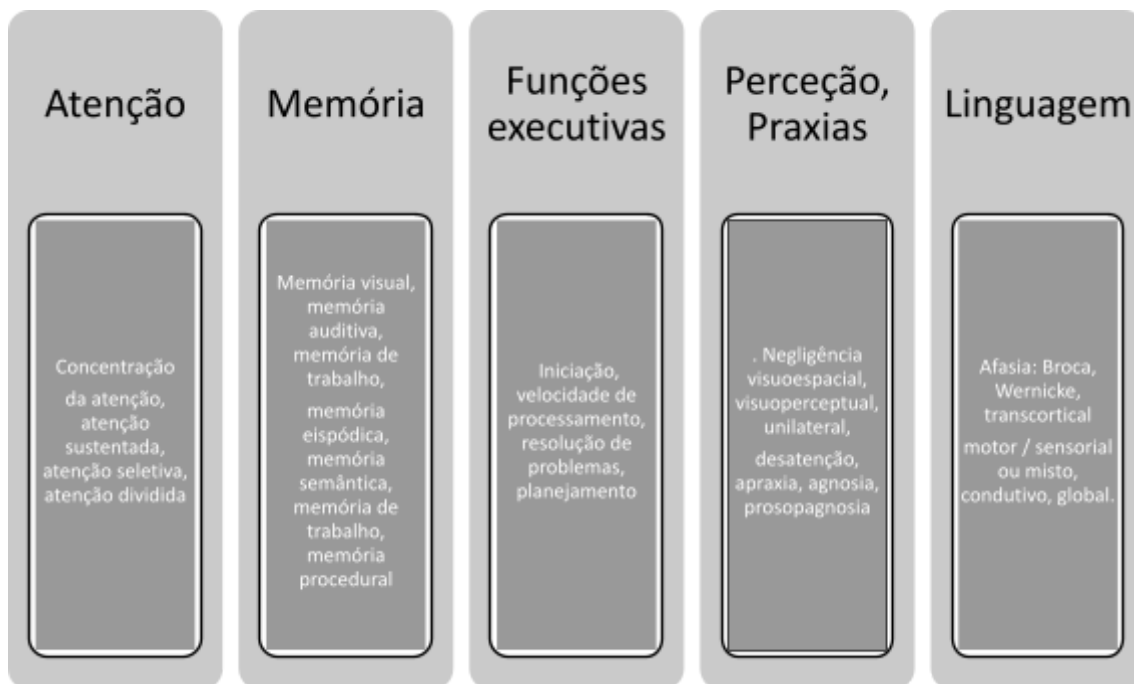 Atenção
Concentração
da atenção,
atenção
sustentada,
atenção seletiva,
atenção dividida
Memória
Memória visual,
memória
auditiva,
memória de
trabalho,
memória
eispódica,
memória
semântica,
memória de
trabalho,
memória
procedural
Funções
executivas
Iniciação,
velocidade de
processamento,
resolução de
problemas,
planejamento
Perceção,
Praxias
. Negligência
visuoespacial,
visuoperceptual,
unilateral,
desatenção,
apraxia, agnosia,
prosopagnosia
Linguagem
Afasia: Broca,
Wernicke,
transcortical
motor / sensorial
ou misto,
condutivo, global.